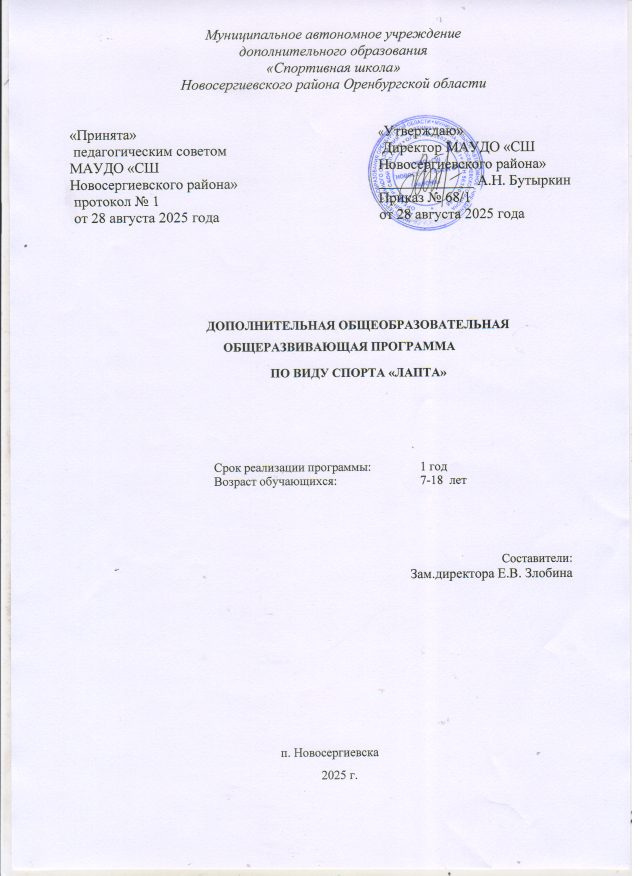 Муниципальное автономное учреждение
дополнительного образования
«Спортивная школа»
Новосергиевского района Оренбургской области
«Принята»
педагогическим советом
МАУДО «СШ
Новосергиевского района»
протокол № 1
от 28 августа 2025 года
«Утверждаю»
Директор МАУДО «СШ
Новосергиевского района»
А.Н. Бутыркин
Приказ № 68/1
от 28 августа 2025 года
ДОПОЛНИТЕЛЬНАЯ ОБЩЕОБРАЗОВАТЕЛЬНАЯ
ОБЩЕРАЗВИВАЮЩАЯ ПРОГРАММА
ПО ВИДУ СПОРТА «ЛАПТА»
Срок реализации программы: 1 год
Возраст обучающихся: 7-18 лет
Составители:
Зам.директора Е.В. Злобина
п. Новосергиевска
2025 г.